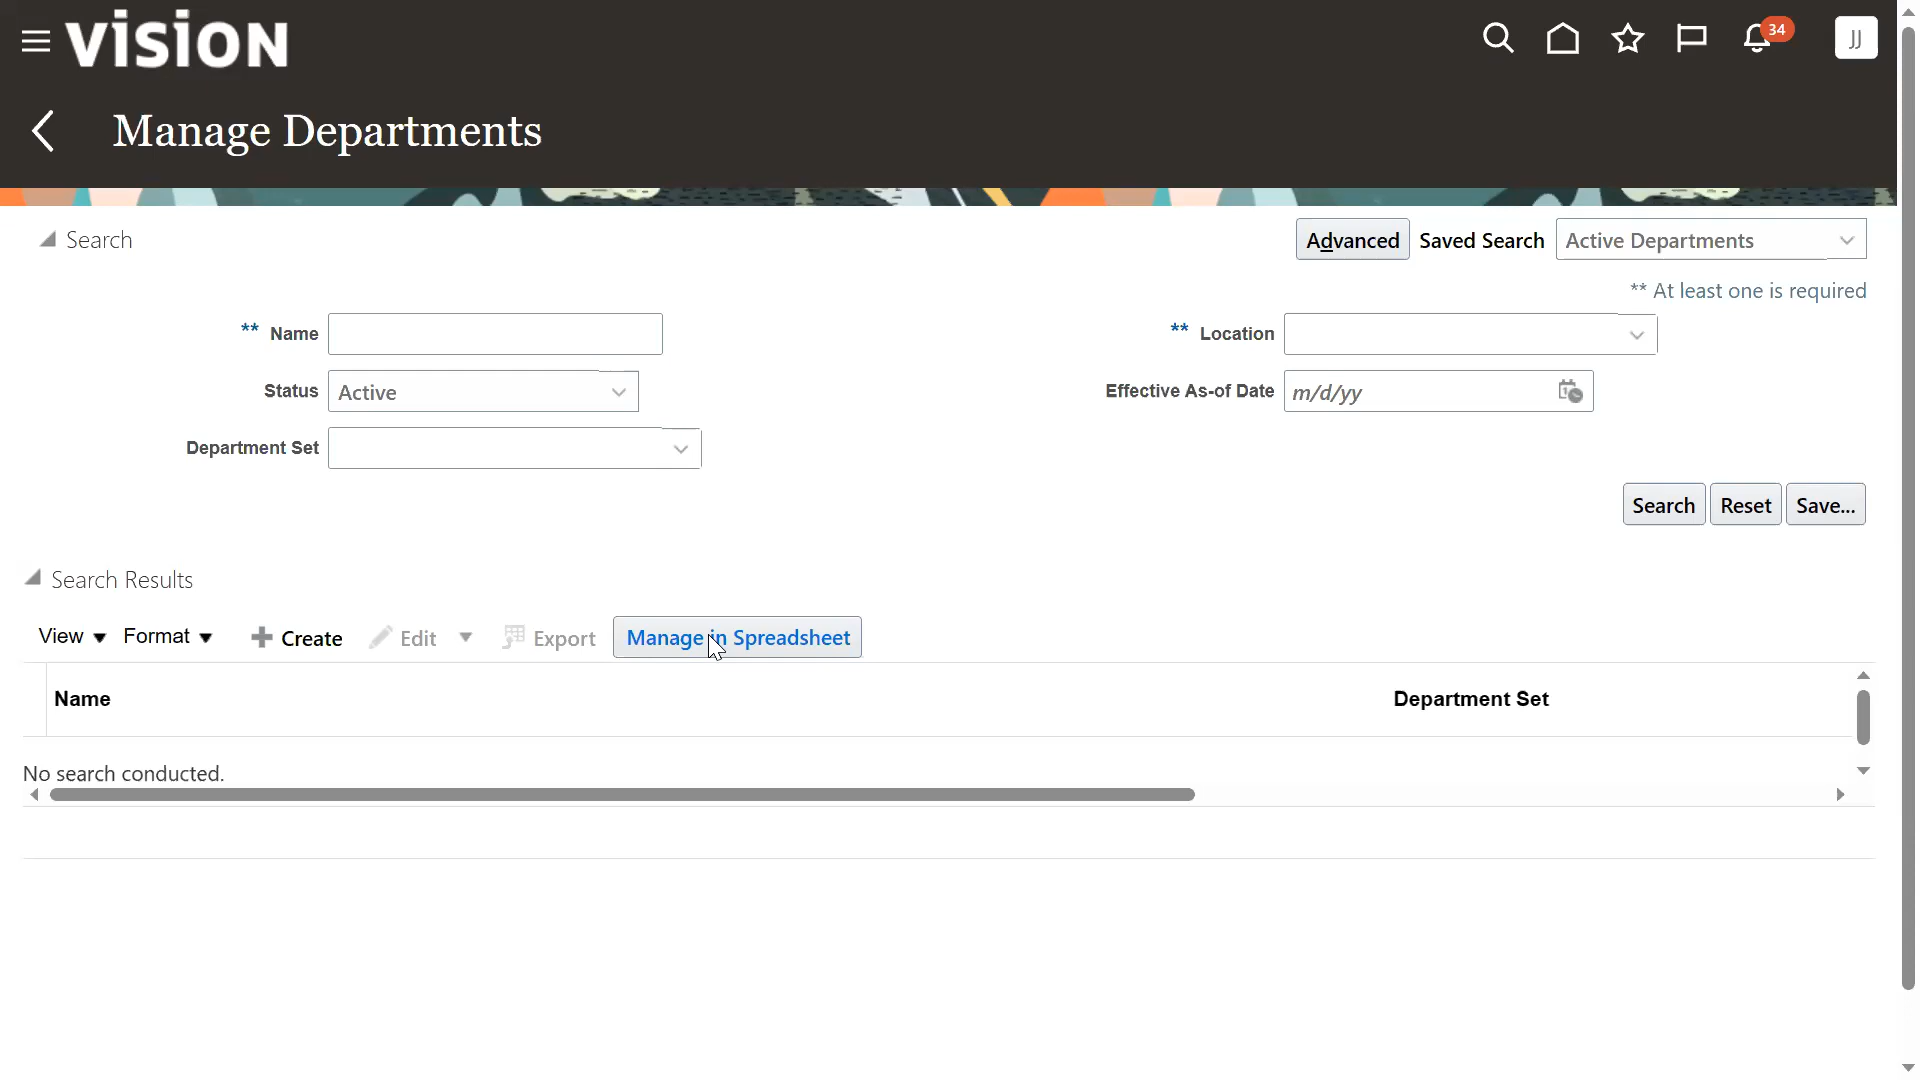 vision
34
JJ
Manage Departments
Search
Advanced Saved Search Active Departments
** At least one is required
** Name
** Location
Status Active
Effective As-of Date m/d/yy
Department Set
Search Reset Save...
Search Results
View Format Create Edit Export Manage in Spreadsheet
Name Department Set
No search conducted.